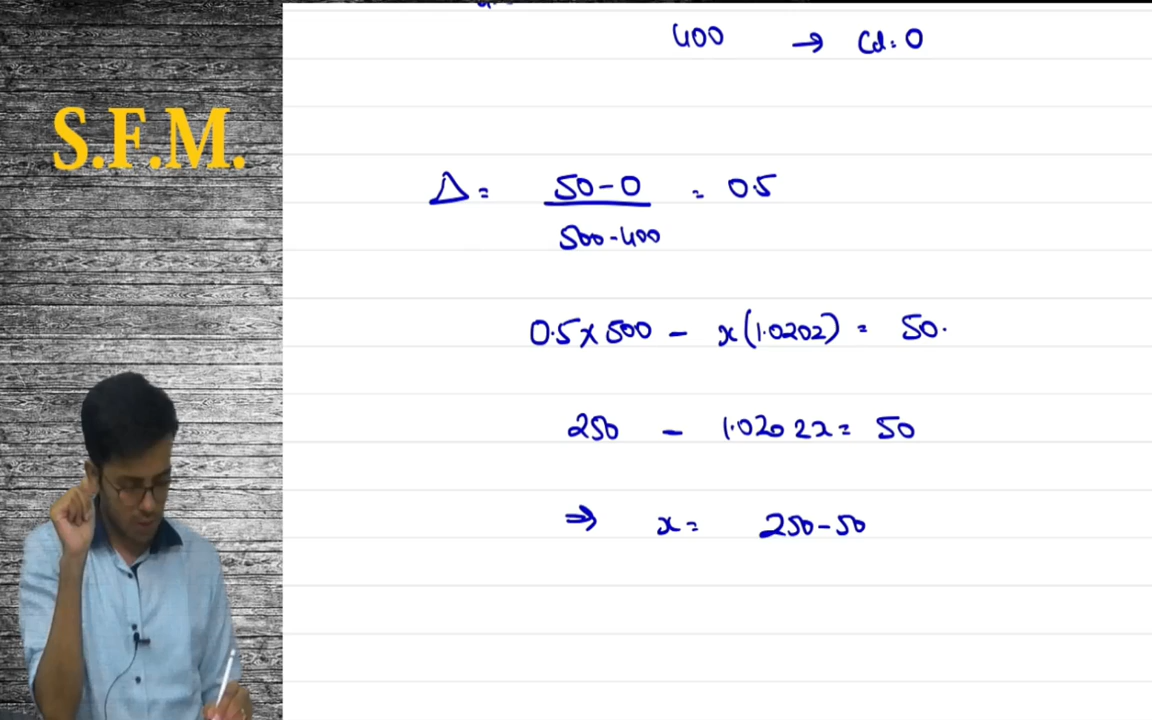 S.F.M.
400 → Cd = 0
Δ = 50-0 / 500-400 = 0.5
0.5 x 500 - x(1.0202) = 50.
250 - 1.0202x = 50
⇒ x = 250-50